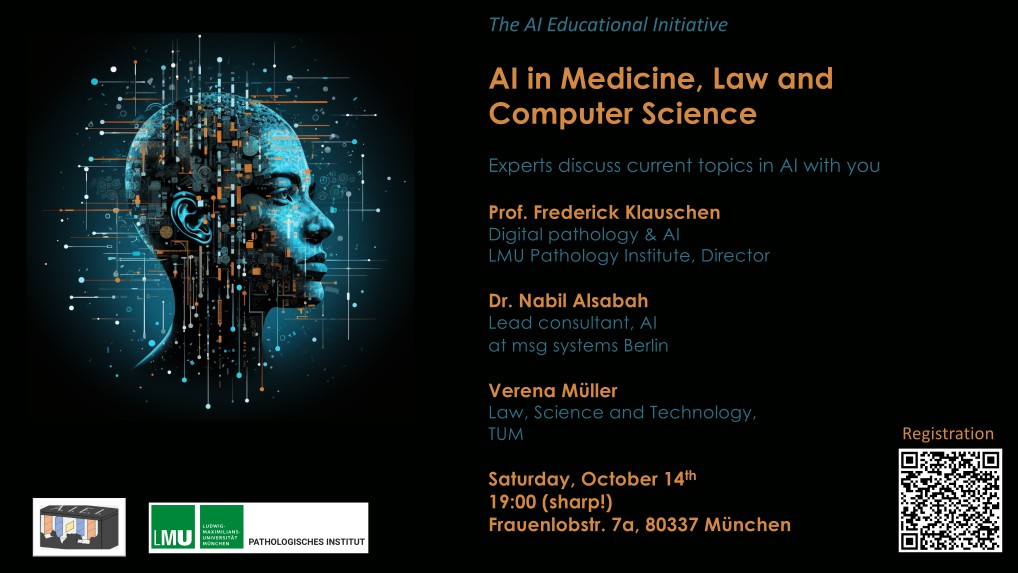 The AI Educational Initiative
AI in Medicine, Law and
Computer Science
Experts discuss current topics in AI with you
Prof. Frederick Klauschen
Digital pathology & AI
LMU Pathology Institute, Director
Dr. Nabil Alsabah
Lead consultant, AI
at msg systems Berlin
Verena Müller
Law, Science and Technology,
TUM
Saturday, October 14th
19:00 (sharp!)
Frauenlobstr. 7a, 80337 München
Registration
LMU
LUDWIG-
MAXIMILIANS-
UNIVERSITÄT
MÜNCHEN
PATHOLOGISCHES INSTITUT